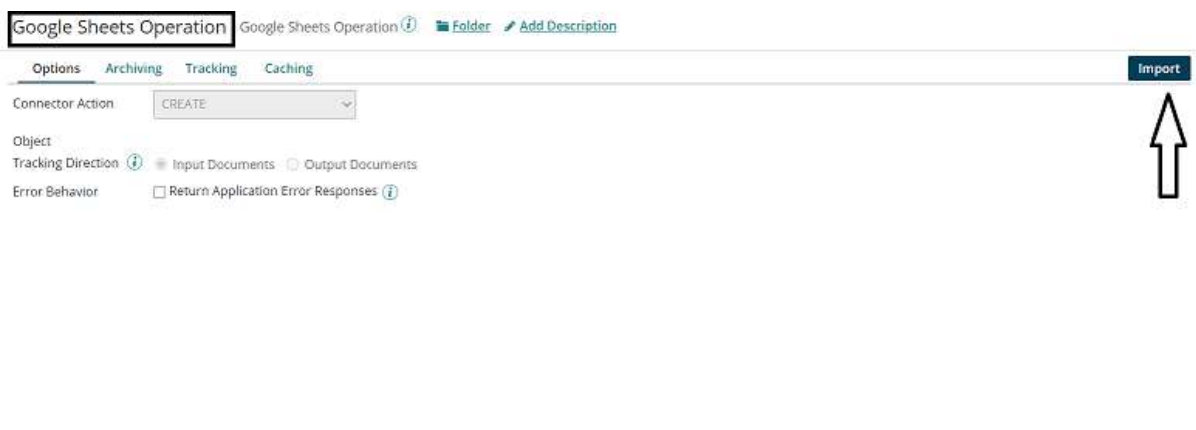 Google Sheets Operation Google Sheets Operation i Folder Add Description
Options Archiving Tracking Caching Import
Connector Action CREATE
Object
Tracking Direction i Input Documents Output Documents
Error Behavior Return Application Error Responses i